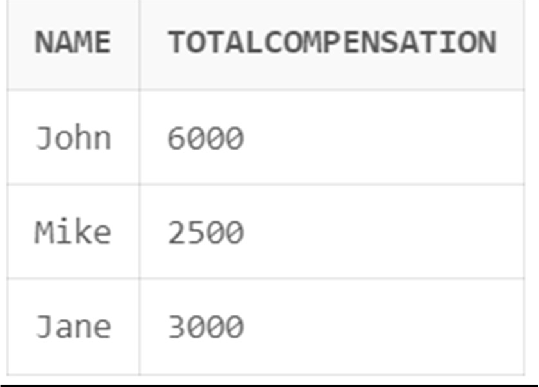 NAME TOTALCOMPENSATION
John 6000
Mike 2500
Jane 3000